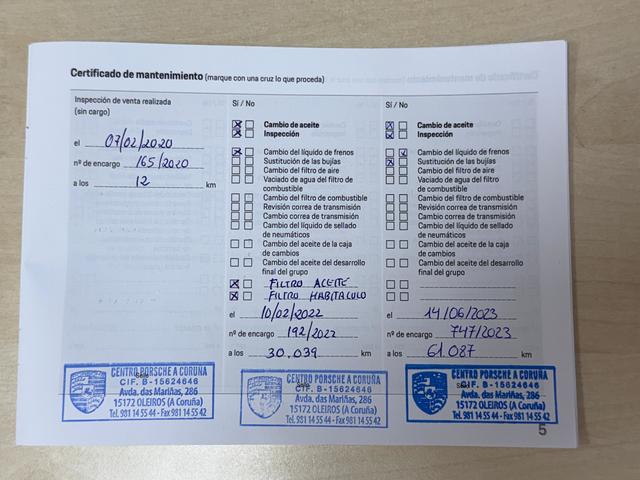 Certificado de mantenimiento (marque con una cruz lo que proceda)
Inspección de venta realizada
(sin cargo)
el 07/02/2020
nº de encargo 165/2020
a los 12 km
CENTRO PORSCHE A CORUÑA
CIF. B-15624646
Avda. das Mariñas, 286
15172 OLEIROS (A Coruña)
Tel. 981 14 55 44 - Fax 981 14 55 42
Sí / No
Cambio de aceite
Inspección
Cambio del líquido de frenos
Sustitución de las bujías
Cambio del filtro de aire
Vaciado de agua del filtro de
combustible
Cambio del filtro de combustible
Revisión correa de transmisión
Cambio correa de transmisión
Cambio del líquido de sellado
de neumáticos
Cambio del aceite de la caja
de cambios
Cambio del aceite del desarrollo
final del grupo
FILTRO ACEITE
FILTRO HABITACULO
el 10/02/2022
nº de encargo 192/2022
a los 30.039 km
CENTRO PORSCHE A CORUÑA
CIF. B-15624646
Avda. das Mariñas, 286
15172 OLEIROS (A Coruña)
Tel. 981 14 55 44 - Fax 981 14 55 42
Sí / No
Cambio de aceite
Inspección
Cambio del líquido de frenos
Sustitución de las bujías
Cambio del filtro de aire
Vaciado de agua del filtro de
combustible
Cambio del filtro de combustible
Revisión correa de transmisión
Cambio correa de transmisión
Cambio del líquido de sellado
de neumáticos
Cambio del aceite de la caja de
cambios
Cambio del aceite del desarrollo
final del grupo
el 14/06/2023
nº de encargo 747/2023
a los 61.087 km
CENTRO PORSCHE A CORUÑA
CIF. B-15624646
Avda. das Mariñas, 286
15172 OLEIROS (A Coruña)
Tel. 981 14 55 44 - Fax 981 14 55 42
5